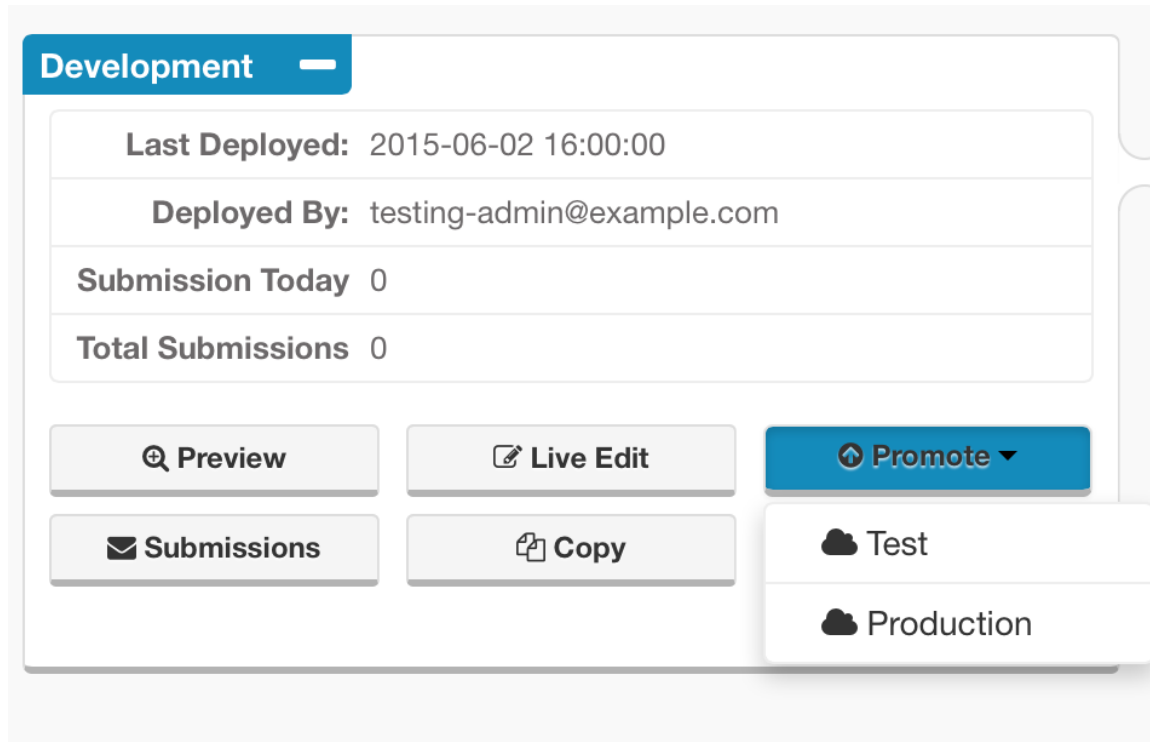 Development
Last Deployed: 2015-06-02 16:00:00
Deployed By: testing-admin@example.com
Submission Today 0
Total Submissions 0
Preview Live Edit Promote
Submissions Copy Test
Production